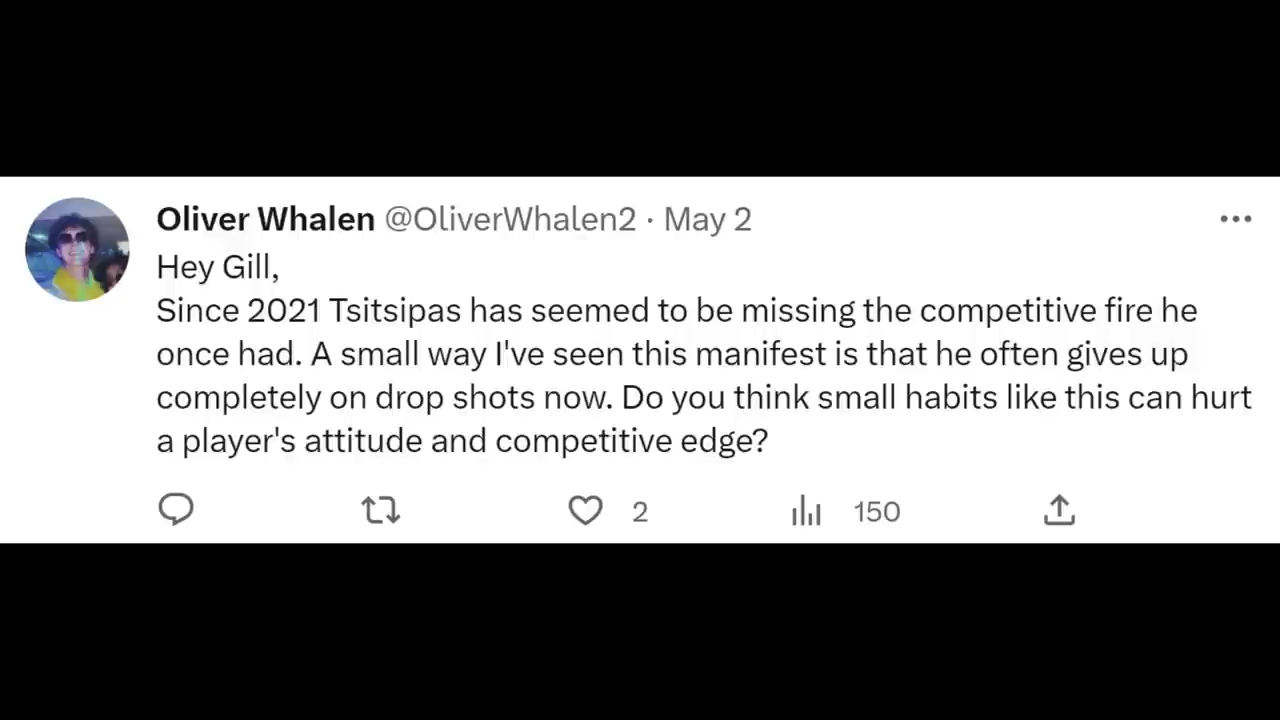 Oliver Whalen @OliverWhalen2 · May 2
Hey Gill,
Since 2021 Tsitsipas has seemed to be missing the competitive fire he
once had. A small way I've seen this manifest is that he often gives up
completely on drop shots now. Do you think small habits like this can hurt
a player's attitude and competitive edge?
2 150